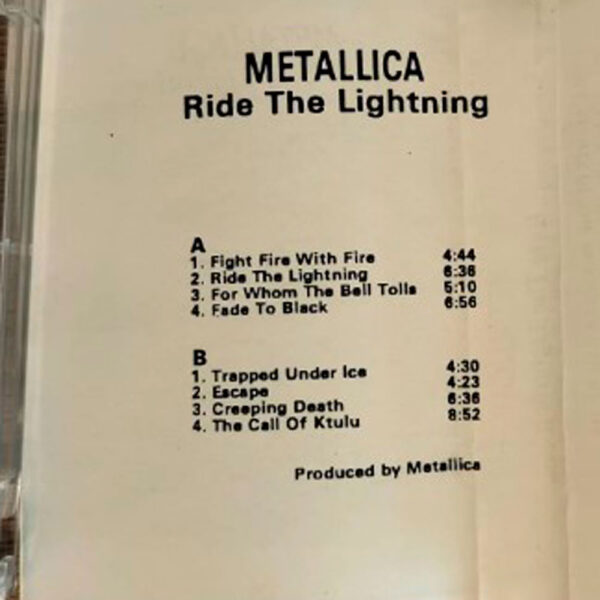 METALLICA
Ride The Lightning
A
1. Fight Fire With Fire 4:44
2. Ride The Lightning 6:36
3. For Whom The Bell Tolls 5:10
4. Fade To Black 6:56
B
1. Trapped Under Ice 4:30
2. Escape 4:23
3. Creeping Death 6:36
4. The Call Of Ktulu 8:52
Produced by Metallica